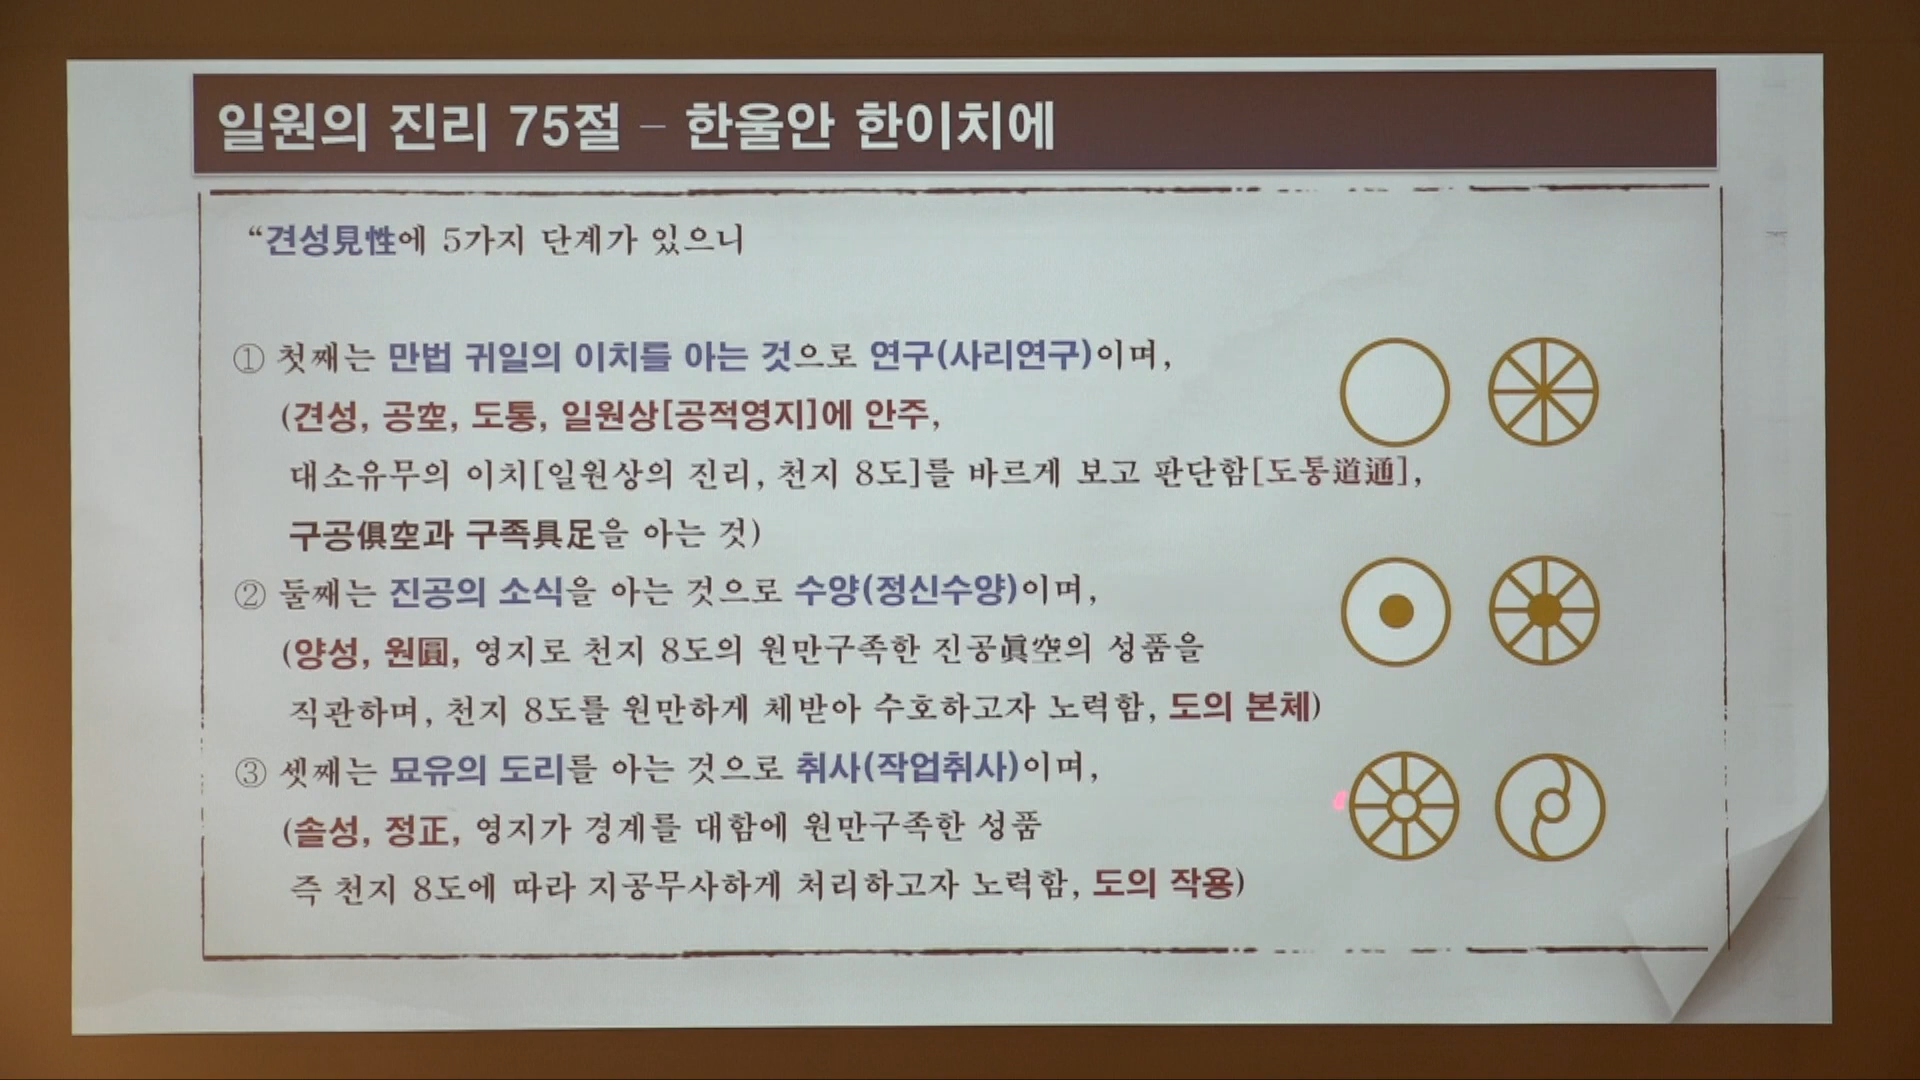 일원의 진리 75절 – 한울안 한이치에
“견성見性에 5가지 단계가 있으니
① 첫째는 만법 귀일의 이치를 아는 것으로 연구(사리연구)이며,
(견성, 공空, 도통, 일원상[공적영지]에 안주,
대소유무의 이치[일원상의 진리, 천지 8도]를 바르게 보고 판단함[도통道通],
구공俱空과 구족具足을 아는 것)
② 둘째는 진공의 소식을 아는 것으로 수양(정신수양)이며,
(양성, 원圓, 영지로 천지 8도의 원만구족한 진공眞空의 성품을
직관하며, 천지 8도를 원만하게 체받아 수호하고자 노력함, 도의 본체)
③ 셋째는 묘유의 도리를 아는 것으로 취사(작업취사)이며,
(솔성, 정正, 영지가 경계를 대함에 원만구족한 성품
즉 천지 8도에 따라 지공무사하게 처리하고자 노력함, 도의 작용)